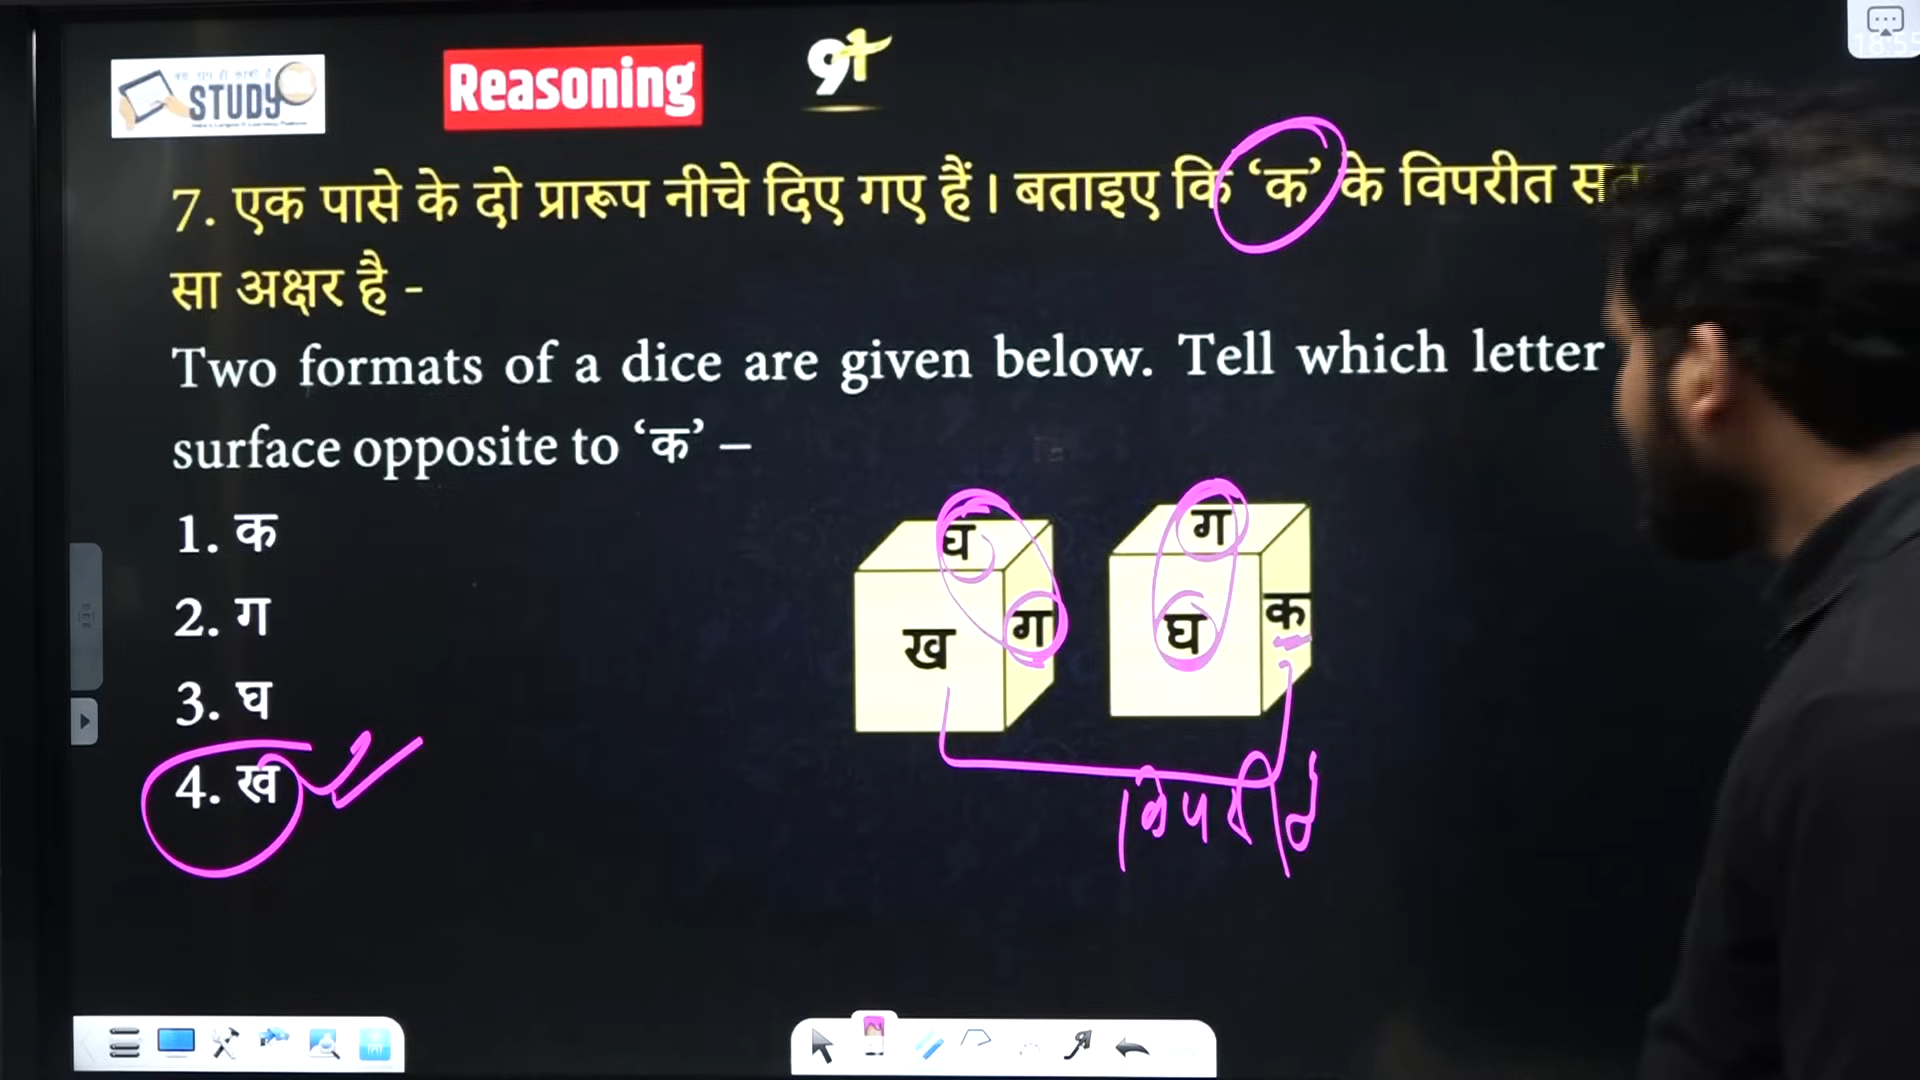 STUDY
Reasoning
91
7. एक पासे के दो प्रारूप नीचे दिए गए हैं। बताइए कि ‘क’ के विपरीत
सा अक्षर है -
Two formats of a dice are given below. Tell which letter
surface opposite to ‘क’ –
1. क
2. ग
3. घ
4. ख
घ
ख
ग
ग
घ
क
विपरीत